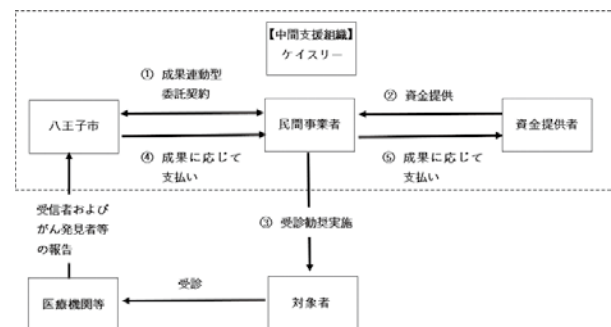 【中間支援組織】
ケイスリー
① 成果連動型
委託契約
② 資金提供
八王子市
民間事業者
資金提供者
④ 成果に応じて
支払い
⑤ 成果に応じて
支払い
受信者および
がん発見者等
の報告
③ 受診勧奨実施
受診
医療機関等
対象者